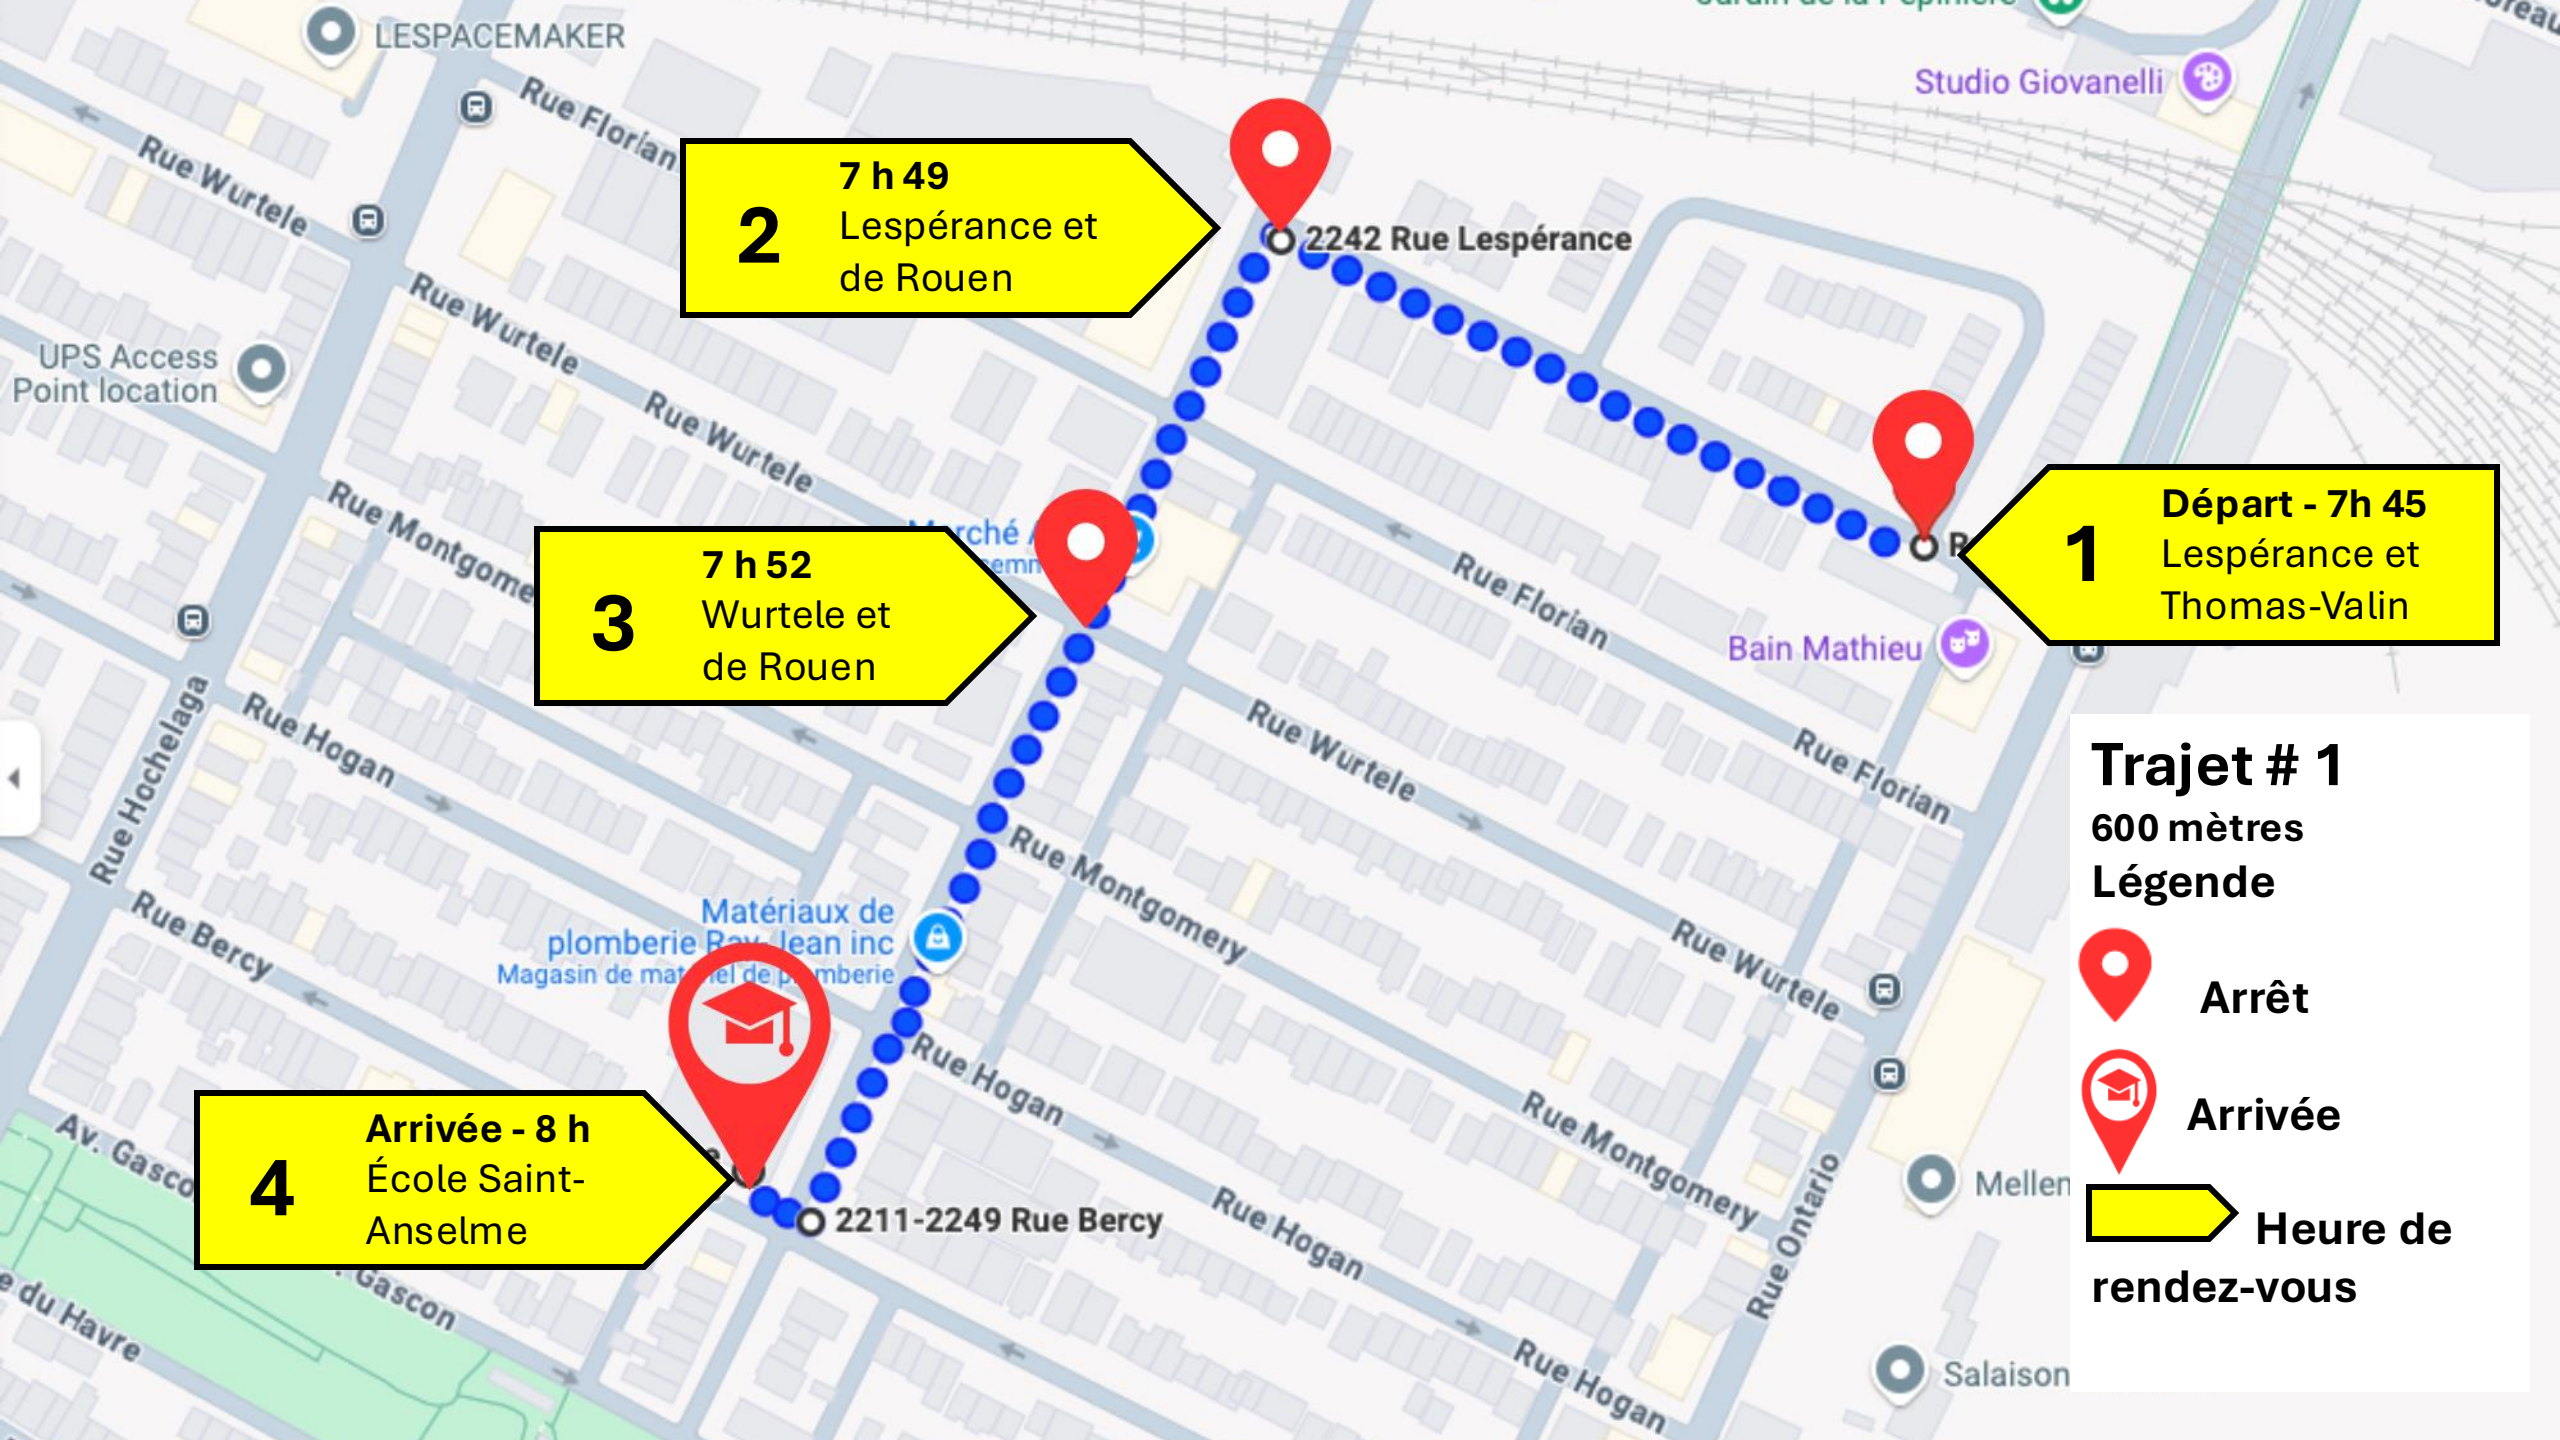 LESPACEMAKER
Studio Giovanelli
Rue Florian
Rue Wurtele
2
7 h 49
Lespérance et
de Rouen
2242 Rue Lespérance
UPS Access
Point location
Rue Wurtele
Rue Wurtele
1
Départ - 7h 45
Lespérance et
Thomas-Valin
3
7 h 52
Wurtele et
de Rouen
Rue Florian
Bain Mathieu
Rue Hochelaga
Rue Hogan
Rue Wurtele
Rue Florian
Trajet # 1
600 mètres
Légende
Arrêt
Arrivée
Heure de
rendez-vous
Rue Montgomery
Rue Bercy
Matériaux de
plomberie
Magasin de
Rue Wurtele
Rue Hogan
Rue Montgomery
4
Arrivée - 8 h
École Saint-
Anselme
2211-2249 Rue Bercy
Rue Hogan
Rue Ontario
Gascon
Rue Hogan